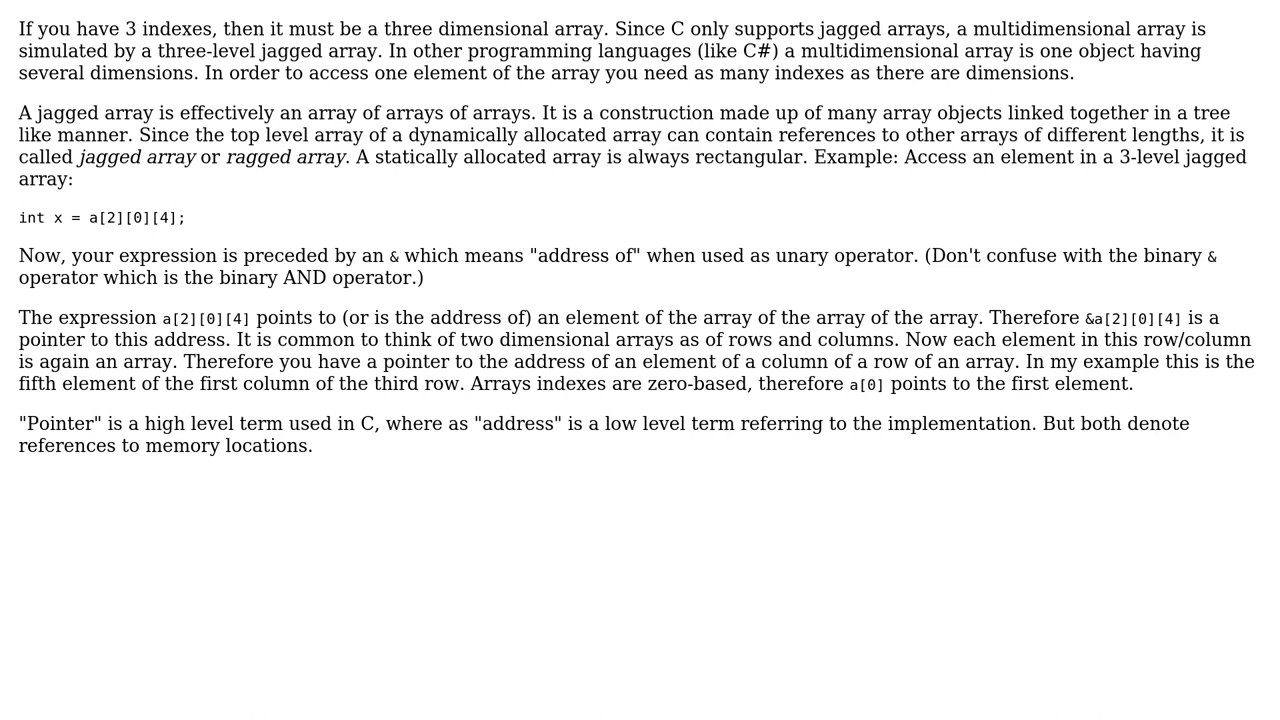 If you have 3 indexes, then it must be a three dimensional array. Since C only supports jagged arrays, a multidimensional array is
simulated by a three-level jagged array. In other programming languages (like C#) a multidimensional array is one object having
several dimensions. In order to access one element of the array you need as many indexes as there are dimensions.
A jagged array is effectively an array of arrays of arrays. It is a construction made up of many array objects linked together in a tree
like manner. Since the top level array of a dynamically allocated array can contain references to other arrays of different lengths, it is
called jagged array or ragged array. A statically allocated array is always rectangular. Example: Access an element in a 3-level jagged
array:
int x = a[2][0][4];
Now, your expression is preceded by an & which means "address of" when used as unary operator. (Don't confuse with the binary &
operator which is the binary AND operator.)
The expression a[2][0][4] points to (or is the address of) an element of the array of the array of the array. Therefore &a[2][0][4] is a
pointer to this address. It is common to think of two dimensional arrays as of rows and columns. Now each element in this row/column
is again an array. Therefore you have a pointer to the address of an element of a column of a row of an array. In my example this is the
fifth element of the first column of the third row. Arrays indexes are zero-based, therefore a[0] points to the first element.
"Pointer" is a high level term used in C, where as "address" is a low level term referring to the implementation. But both denote
references to memory locations.